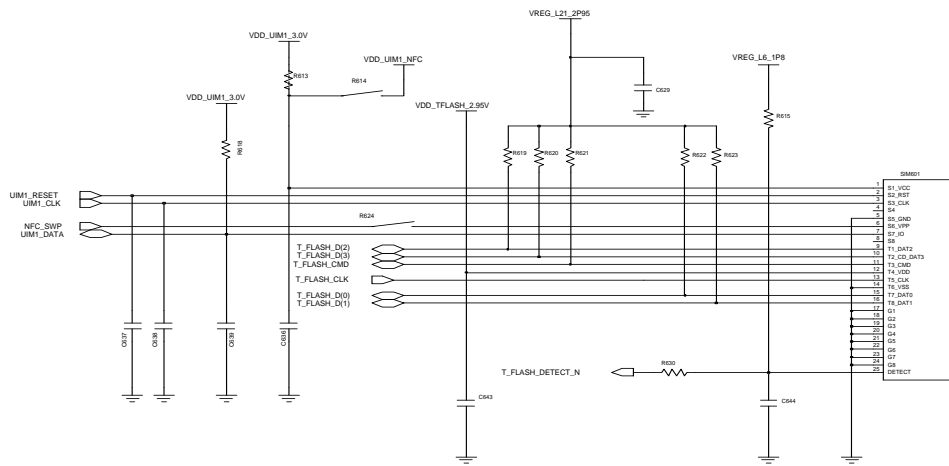 VREG_L21_2P95
VDD_UIM1_3.0V
VDD_UIM1_NFC
VREG_L6_1P8
R613
R614
C629
VDD_UIM1_3.0V
VDD_TFLASH_2.95V
R615
R618
R619
R620
R621
R622
R623
SIM601
1 S1_VCC
UIM1_RESET
2 S2_RST
UIM1_CLK
3 S3_CLK
4 S4
5 S5_GND
R624
NFC_SWP
6 S6_VPP
UIM1_DATA
7 S7_IO
8 S8
T_FLASH_D(2)
9 T1_DAT2
T_FLASH_D(3)
10 T2_CD_DAT3
T_FLASH_CMD
11 T3_CMD
12 T4_VDD
T_FLASH_CLK
13 T5_CLK
14 T6_VSS
T_FLASH_D(0)
15 T7_DAT0
T_FLASH_D(1)
16 T8_DAT1
17 G1
18 G2
19 G3
20 G4
21 G5
22 G6
23 G7
24 G8
25 DETECT
C637
C638
C639
C636
R630
T_FLASH_DETECT_N
C643
C644